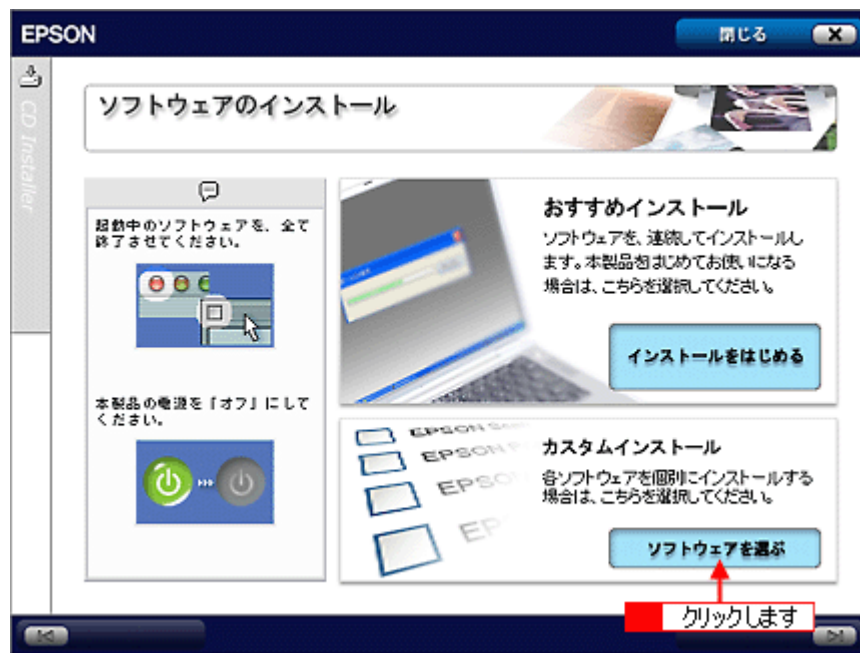 EPSON
閉じる
CD Installer
ソフトウェアのインストール
起動中のソフトウェアを、全て
終了させてください。
本製品の電源を「オフ」にして
ください。
おすすめインストール
ソフトウェアを、連続してインストールし
ます。本製品をはじめてお使いになる
場合は、こちらを選択してください。
インストールをはじめる
EPSON
EPSON
EPSO
EP
カスタムインストール
各ソフトウェアを個別にインストールする
場合は、こちらを選択してください。
ソフトウェアを選ぶ
クリックします